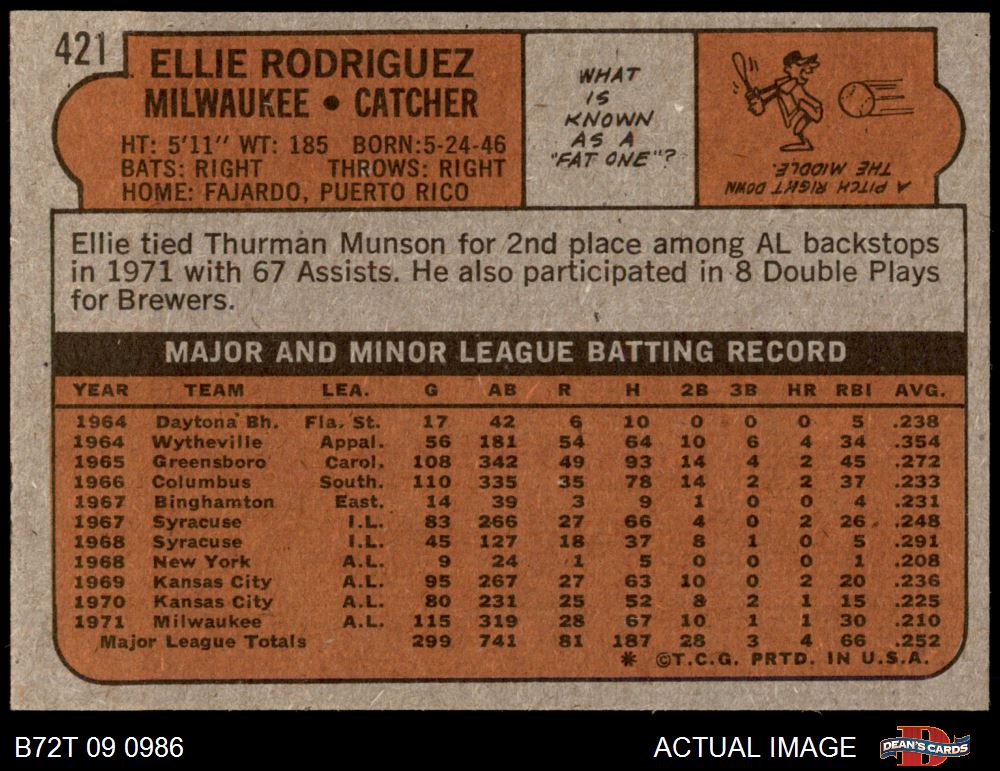 421
ELLIE RODRIGUEZ
MILWAUKEE • CATCHER
HT: 5'11" WT: 185 BORN: 5-24-46
BATS: RIGHT THROWS: RIGHT
HOME: FAJARDO, PUERTO RICO
WHAT
IS
KNOWN
AS A
"FAT ONE"?
A PITCH RIGHT DOWN
THE MIDDLE.
Ellie tied Thurman Munson for 2nd place among AL backstops
in 1971 with 67 Assists. He also participated in 8 Double Plays
for Brewers.
MAJOR AND MINOR LEAGUE BATTING RECORD
YEAR TEAM LEA. G AB R H 2B 3B HR RBI AVG.
1964 Daytona Bh. Fla. St. 17 42 6 10 0 0 0 5 .238
1964 Wytheville Appal. 56 181 54 64 10 6 4 34 .354
1965 Greensboro Carol. 108 342 49 93 14 4 2 45 .272
1966 Columbus South. 110 335 35 78 14 2 2 37 .233
1967 Binghamton East. 14 39 3 9 1 0 0 4 .231
1967 Syracuse I.L. 83 266 27 66 4 0 2 26 .248
1968 Syracuse I.L. 45 127 18 37 8 1 0 5 .291
1968 New York A.L. 9 24 1 5 0 0 0 1 .208
1969 Kansas City A.L. 95 267 27 63 10 0 2 20 .236
1970 Kansas City A.L. 80 231 25 52 8 2 1 15 .225
1971 Milwaukee A.L. 115 319 28 67 10 1 1 30 .210
Major League Totals 299 741 81 187 28 3 4 66 .252
* ©T.C.G. PRTD. IN U.S.A.
B72T 09 0986 ACTUAL IMAGE
DEAN'S CARDS